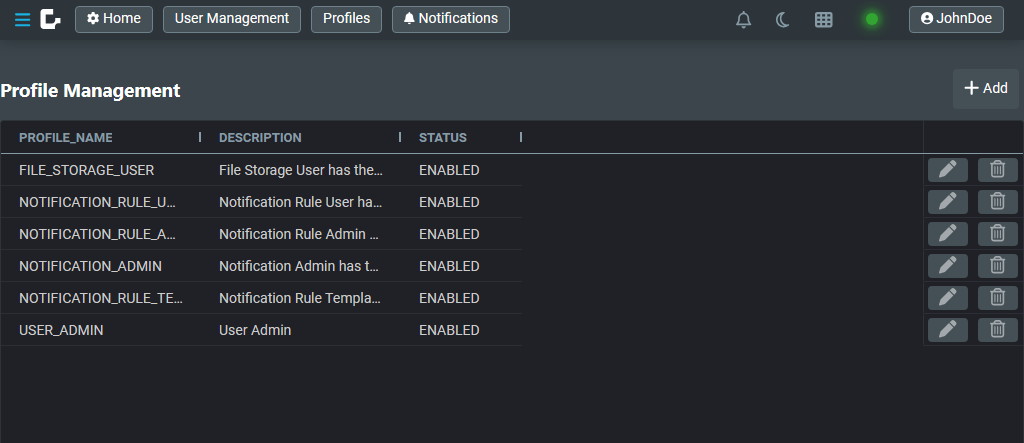 Home User Management Profiles Notifications JohnDoe
Profile Management Add
PROFILE_NAME DESCRIPTION STATUS
FILE_STORAGE_USER File Storage User has the... ENABLED
NOTIFICATION_RULE_U... Notification Rule User ha... ENABLED
NOTIFICATION_RULE_A... Notification Rule Admin ... ENABLED
NOTIFICATION_ADMIN Notification Admin has t... ENABLED
NOTIFICATION_RULE_TE... Notification Rule Templa... ENABLED
USER_ADMIN User Admin ENABLED